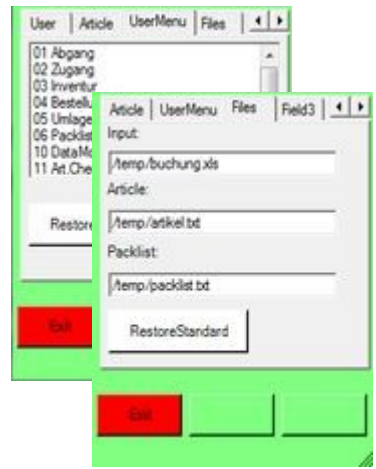 User Article UserMenu Files
01 Abgang
02 Zugang
03 Inventur
04 Bestellu
05 Umlage
06 Packlist
10 DataMo
11 Art.Che
Restore
Exit
Article UserMenu Files Field3
Input:
/temp/buchung.xls
Article:
/temp/artikel.txt
Packlist:
/temp/packlist.txt
RestoreStandard
Exit